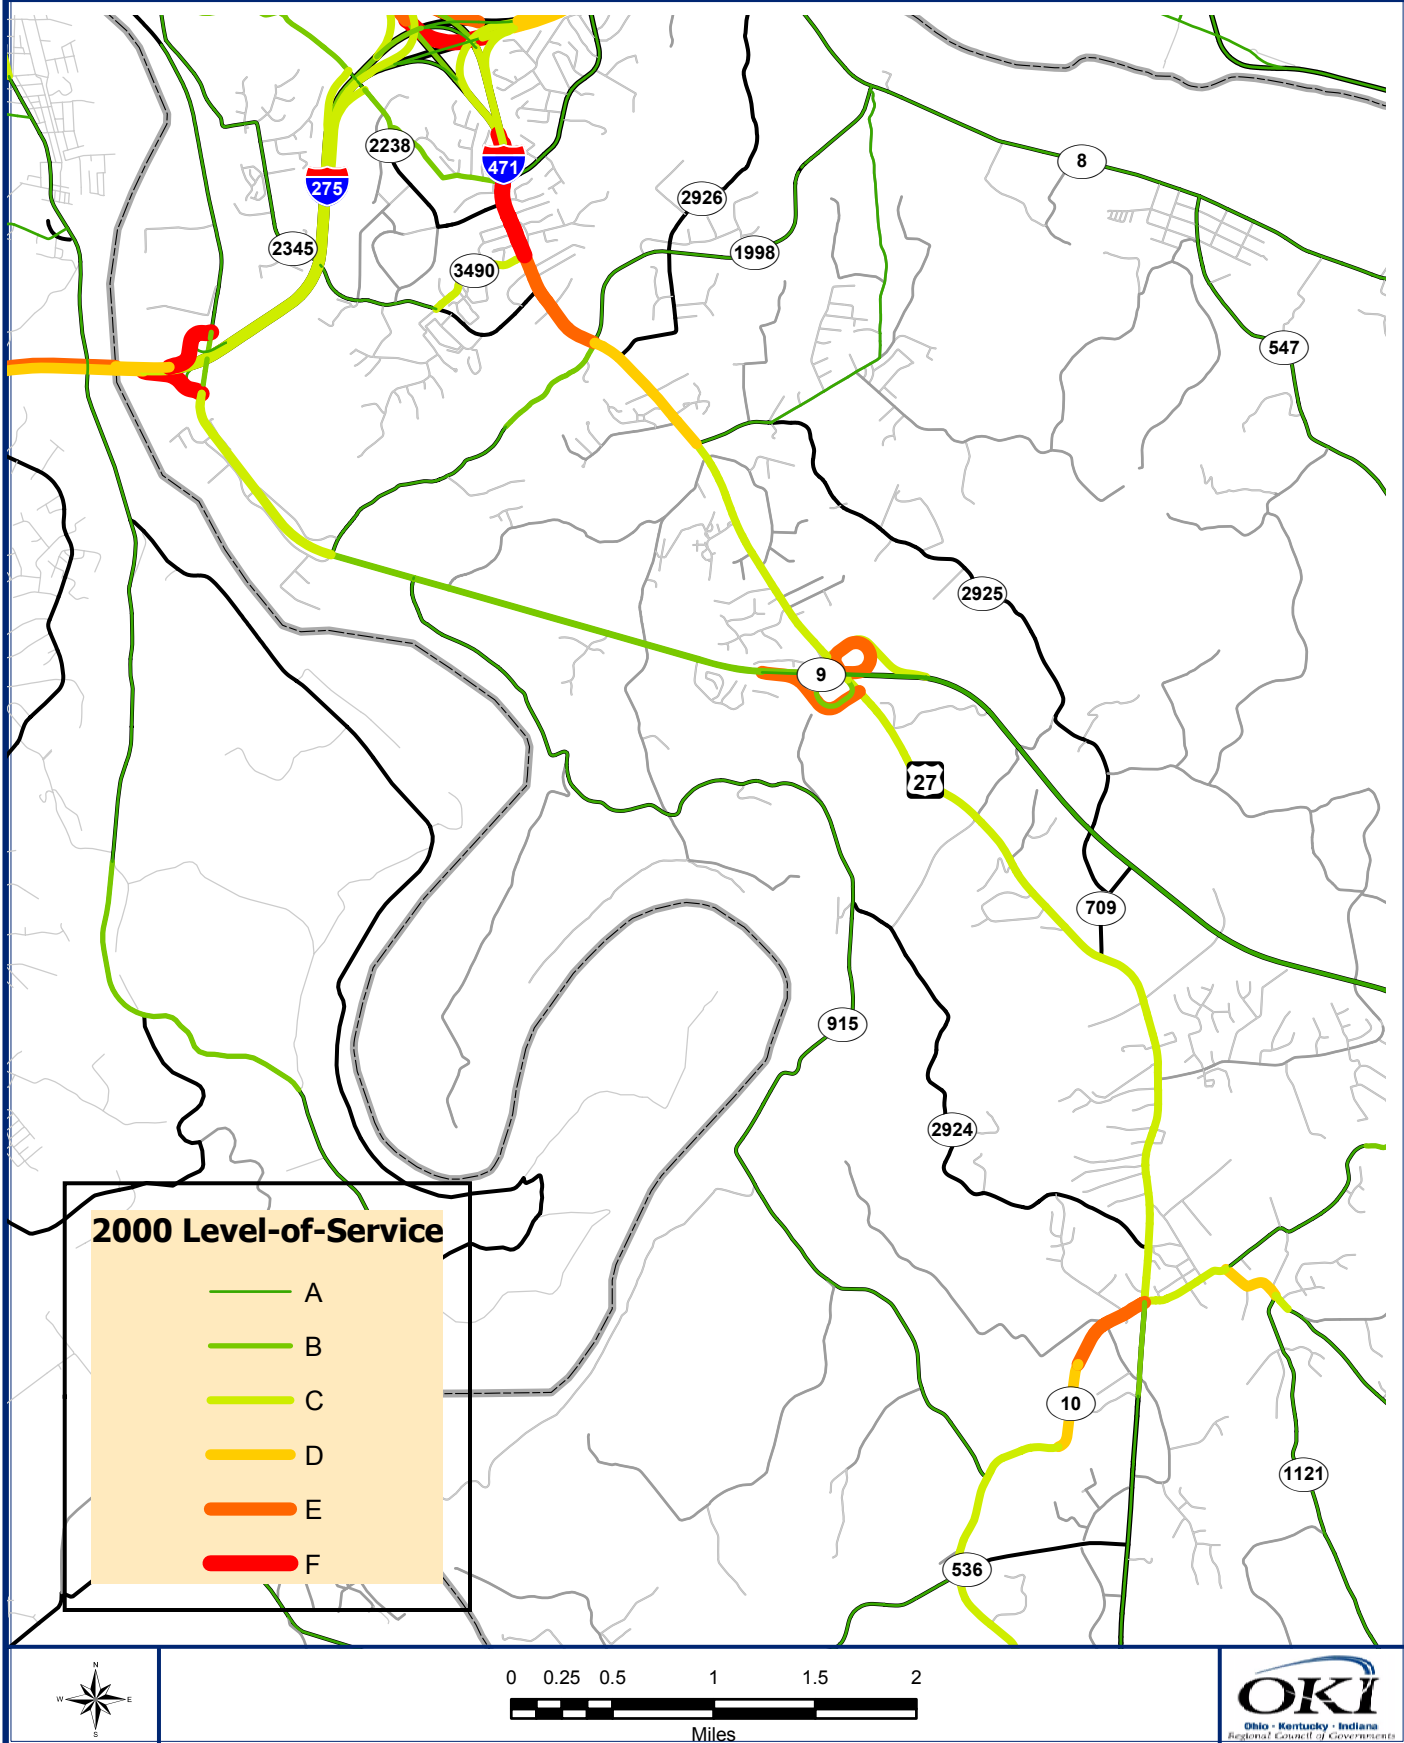 2238
471
8
275
2926
2345
1998
3490
547
2925
9
27
709
915
2924
2000 Level-of-Service
A
B
C
D
E
F
10
1121
536
N
W E
S
0 0.25 0.5 1 1.5 2
Miles
OKI
Ohio - Kentucky - Indiana
Regional Council of Governments